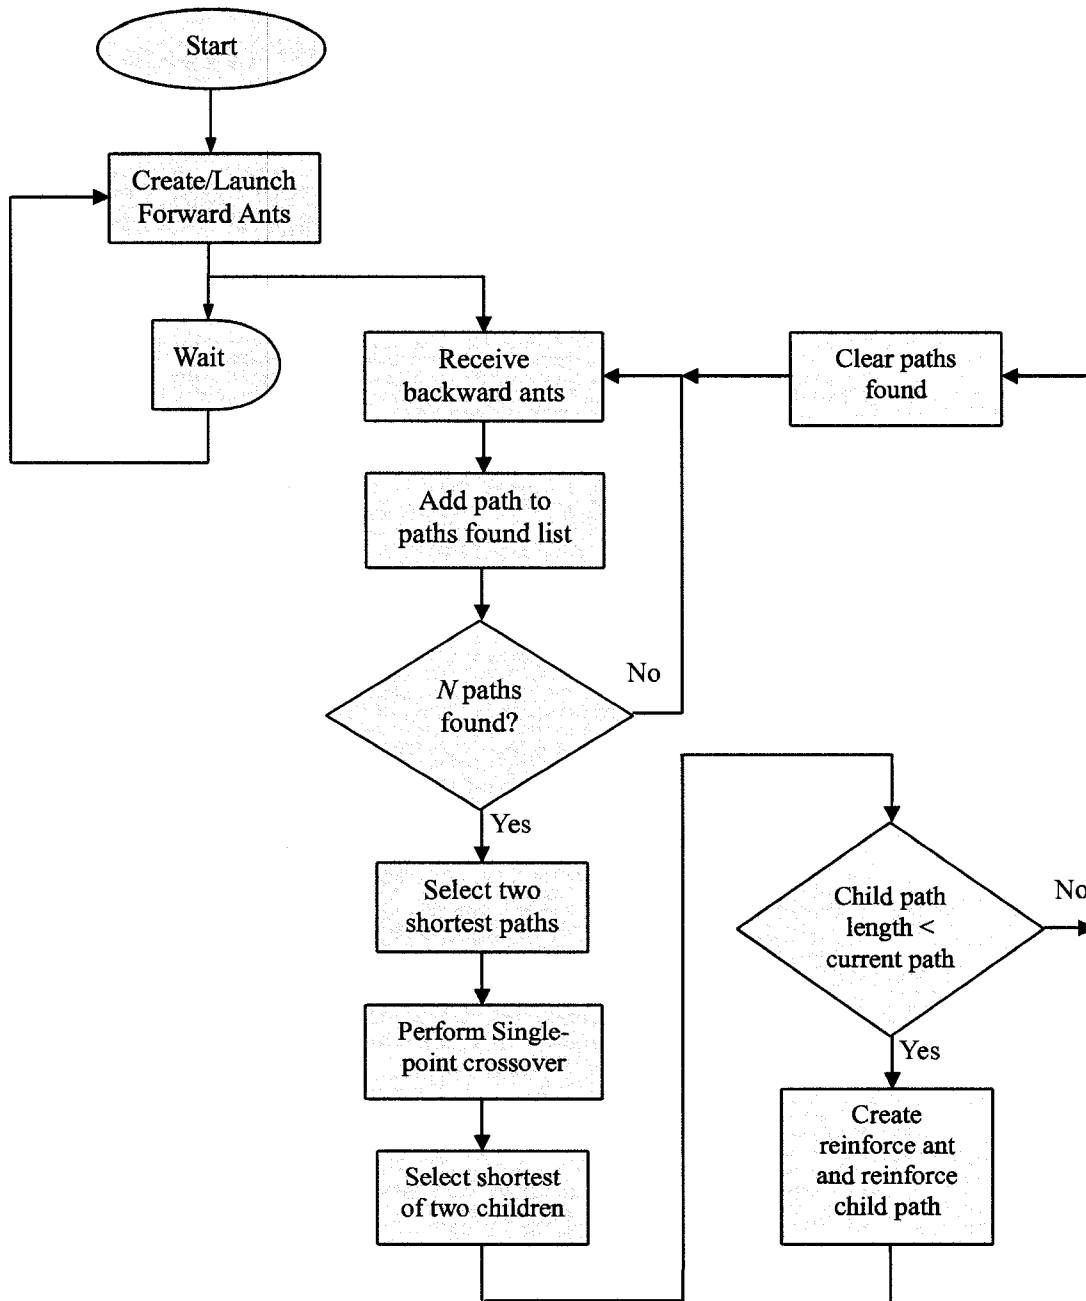 Start
Create/Launch
Forward Ants
Wait
Receive
backward ants
Clear paths
found
Add path to
paths found list
N paths
found?
No
Yes
Select two
shortest paths
Perform Single-
point crossover
Select shortest
of two children
Child path
length <
current path
No
Yes
Create
reinforce ant
and reinforce
child path